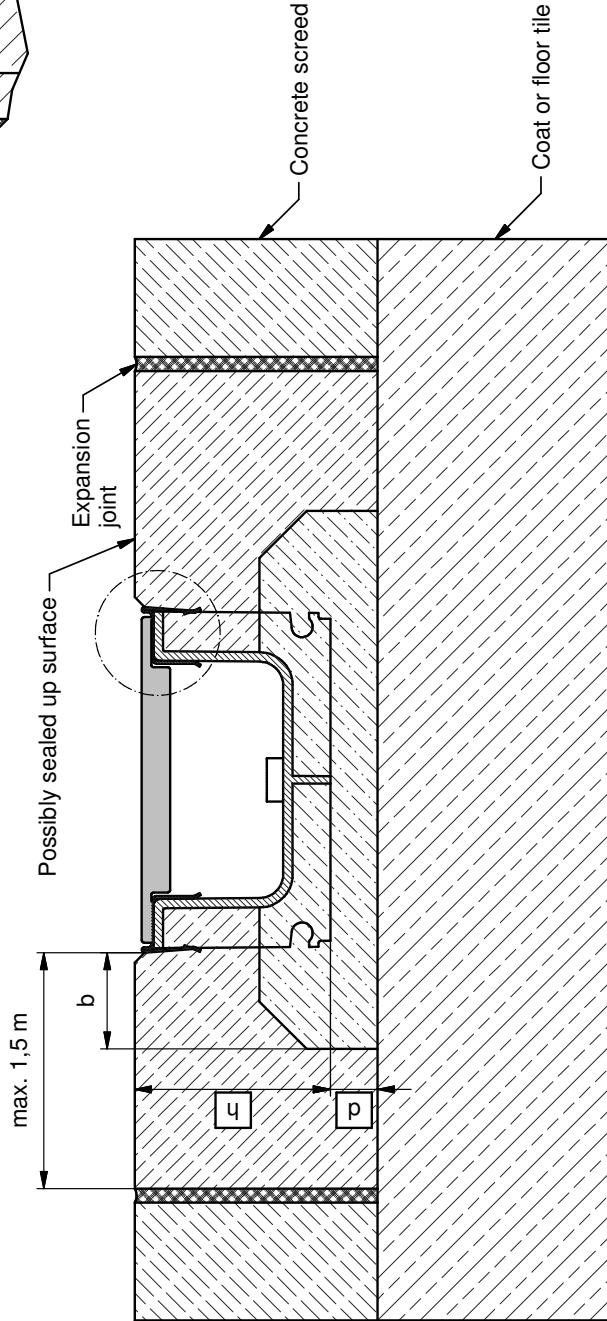 Possibly sealed up surface
Expansion
joint
Concrete screed
Coat or floor tile
max. 1,5 m
b
h
d